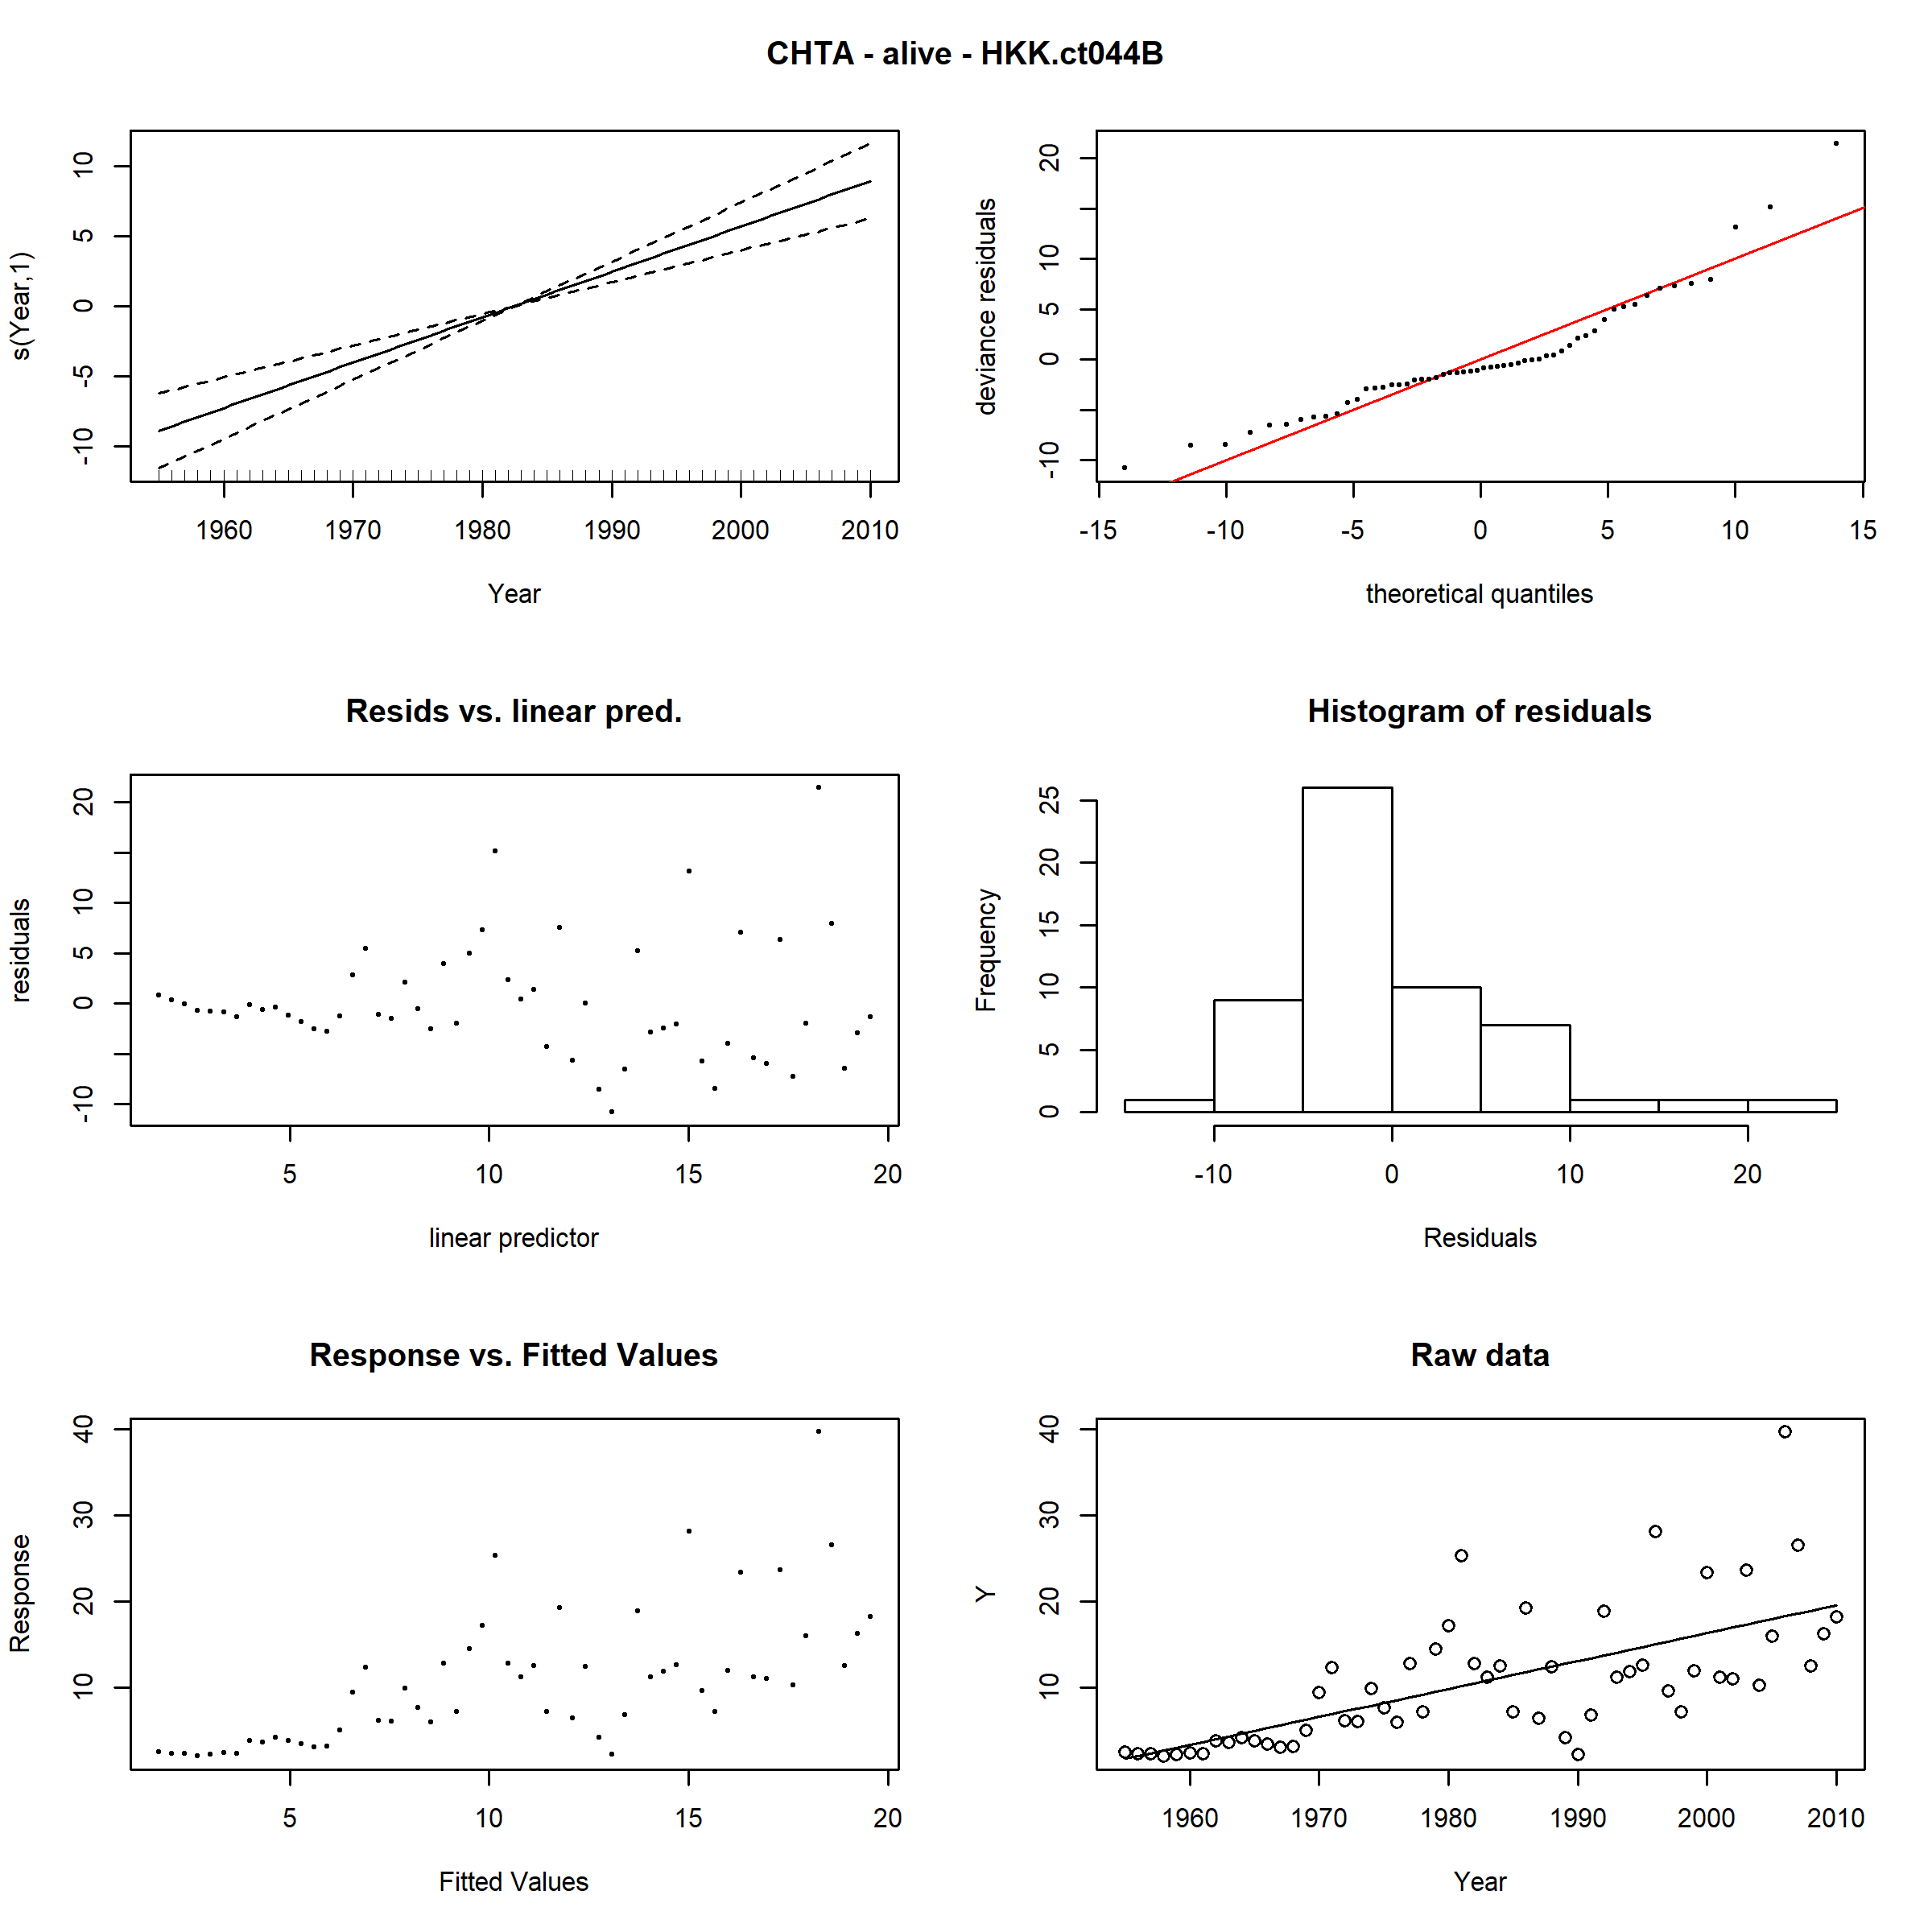 CHTA - alive - HKK.ct044B
s(Year,1)
10
5
0
-5
-10
1960 1970 1980 1990 2000 2010
Year
deviance residuals
20
10
5
0
-10
-15 -10 -5 0 5 10 15
theoretical quantiles
Resids vs. linear pred.
residuals
20
10
5
0
-10
5 10 15 20
linear predictor
Histogram of residuals
Frequency
25
20
15
10
5
0
-10 0 10 20
Residuals
Response vs. Fitted Values
Response
40
30
20
10
5 10 15 20
Fitted Values
Raw data
Y
40
30
20
10
1960 1970 1980 1990 2000 2010
Year